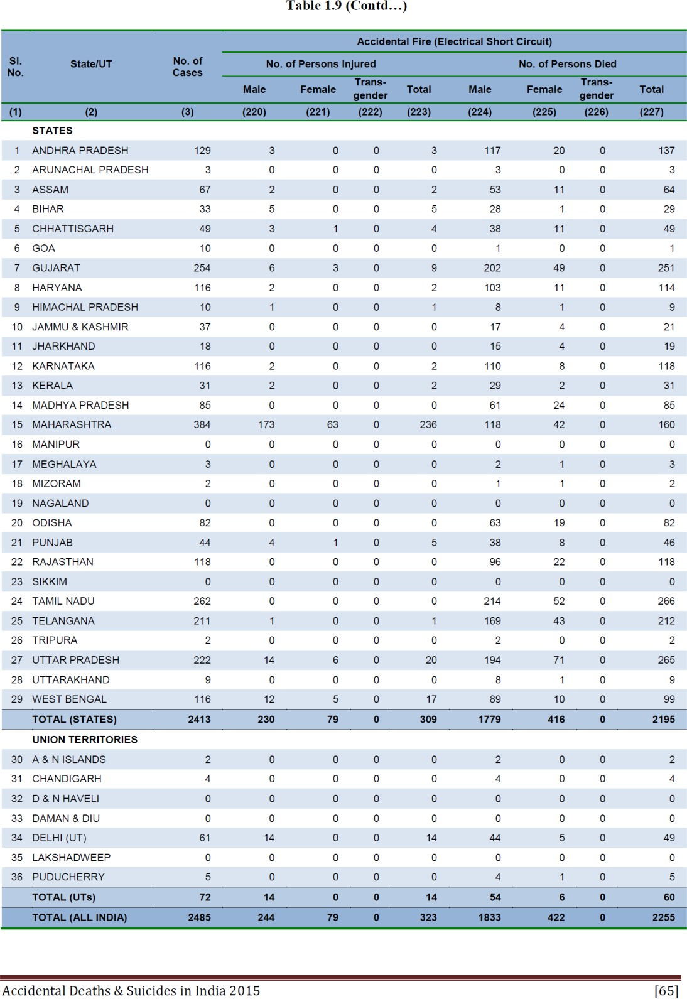 Table 1.9 (Contd…)
Accidental Fire (Electrical Short Circuit)
Sl. No. State/UT No. of Cases No. of Persons Injured No. of Persons Died
Male Female Trans-gender Total Male Female Trans-gender Total
(1) (2) (3) (220) (221) (222) (223) (224) (225) (226) (227)
STATES
1 ANDHRA PRADESH 129 3 0 0 3 117 20 0 137
2 ARUNACHAL PRADESH 3 0 0 0 0 3 0 0 3
3 ASSAM 67 2 0 0 2 53 11 0 64
4 BIHAR 33 5 0 0 5 28 1 0 29
5 CHHATTISGARH 49 3 1 0 4 38 11 0 49
6 GOA 10 0 0 0 0 1 0 0 1
7 GUJARAT 254 6 3 0 9 202 49 0 251
8 HARYANA 116 2 0 0 2 103 11 0 114
9 HIMACHAL PRADESH 10 1 0 0 1 8 1 0 9
10 JAMMU & KASHMIR 37 0 0 0 0 17 4 0 21
11 JHARKHAND 18 0 0 0 0 15 4 0 19
12 KARNATAKA 116 2 0 0 2 110 8 0 118
13 KERALA 31 2 0 0 2 29 2 0 31
14 MADHYA PRADESH 85 0 0 0 0 61 24 0 85
15 MAHARASHTRA 384 173 63 0 236 118 42 0 160
16 MANIPUR 0 0 0 0 0 0 0 0 0
17 MEGHALAYA 3 0 0 0 0 2 1 0 3
18 MIZORAM 2 0 0 0 0 1 1 0 2
19 NAGALAND 0 0 0 0 0 0 0 0 0
20 ODISHA 82 0 0 0 0 63 19 0 82
21 PUNJAB 44 4 1 0 5 38 8 0 46
22 RAJASTHAN 118 0 0 0 0 96 22 0 118
23 SIKKIM 0 0 0 0 0 0 0 0 0
24 TAMIL NADU 262 0 0 0 0 214 52 0 266
25 TELANGANA 211 1 0 0 1 169 43 0 212
26 TRIPURA 2 0 0 0 0 2 0 0 2
27 UTTAR PRADESH 222 14 6 0 20 194 71 0 265
28 UTTARAKHAND 9 0 0 0 0 8 1 0 9
29 WEST BENGAL 116 12 5 0 17 89 10 0 99
TOTAL (STATES) 2413 230 79 0 309 1779 416 0 2195
UNION TERRITORIES
30 A & N ISLANDS 2 0 0 0 0 2 0 0 2
31 CHANDIGARH 4 0 0 0 0 4 0 0 4
32 D & N HAVELI 0 0 0 0 0 0 0 0 0
33 DAMAN & DIU 0 0 0 0 0 0 0 0 0
34 DELHI (UT) 61 14 0 0 14 44 5 0 49
35 LAKSHADWEEP 0 0 0 0 0 0 0 0 0
36 PUDUCHERRY 5 0 0 0 0 4 1 0 5
TOTAL (UTs) 72 14 0 0 14 54 6 0 60
TOTAL (ALL INDIA) 2485 244 79 0 323 1833 422 0 2255
Accidental Deaths & Suicides in India 2015 [65]